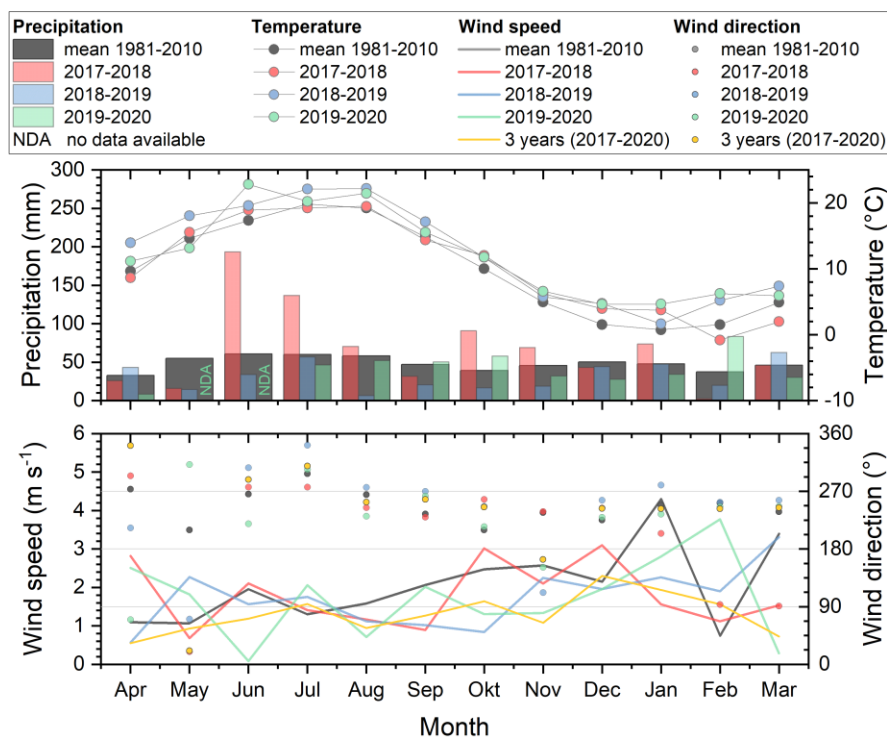 Precipitation Temperature Wind speed Wind direction
mean 1981-2010 mean 1981-2010 mean 1981-2010 mean 1981-2010
2017-2018 2017-2018 2017-2018 2017-2018
2018-2019 2018-2019 2018-2019 2018-2019
2019-2020 2019-2020 2019-2020 2019-2020
NDA no data available 3 years (2017-2020) 3 years (2017-2020)
Precipitation (mm)
300
250
200
150
100
50
0
NDA
NDA
Temperature (°C)
20
10
0
-10
Wind speed (m s-1)
6
5
4
3
2
1
0
Wind direction (°)
360
270
180
90
0
Apr May Jun Jul Aug Sep Okt Nov Dec Jan Feb Mar
Month